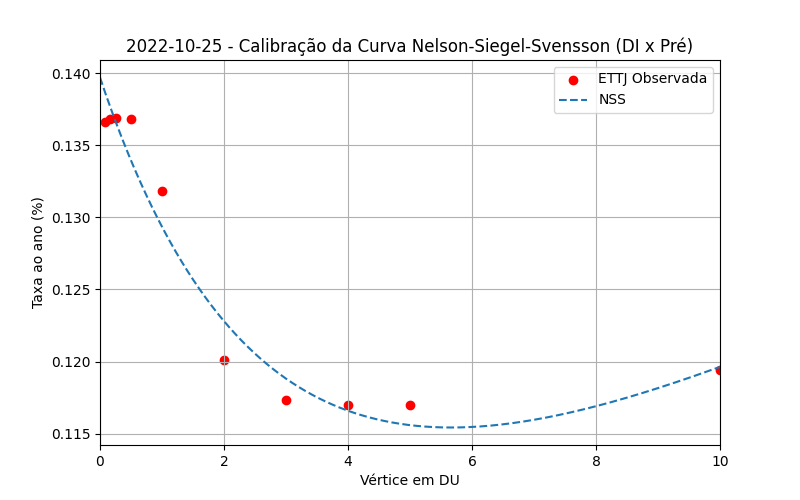 2022-10-25 - Calibração da Curva Nelson-Siegel-Svensson (DI x Pré)
ETTJ Observada
NSS
Taxa ao ano (%)
0.140
0.135
0.130
0.125
0.120
0.115
0 2 4 6 8 10
Vértice em DU